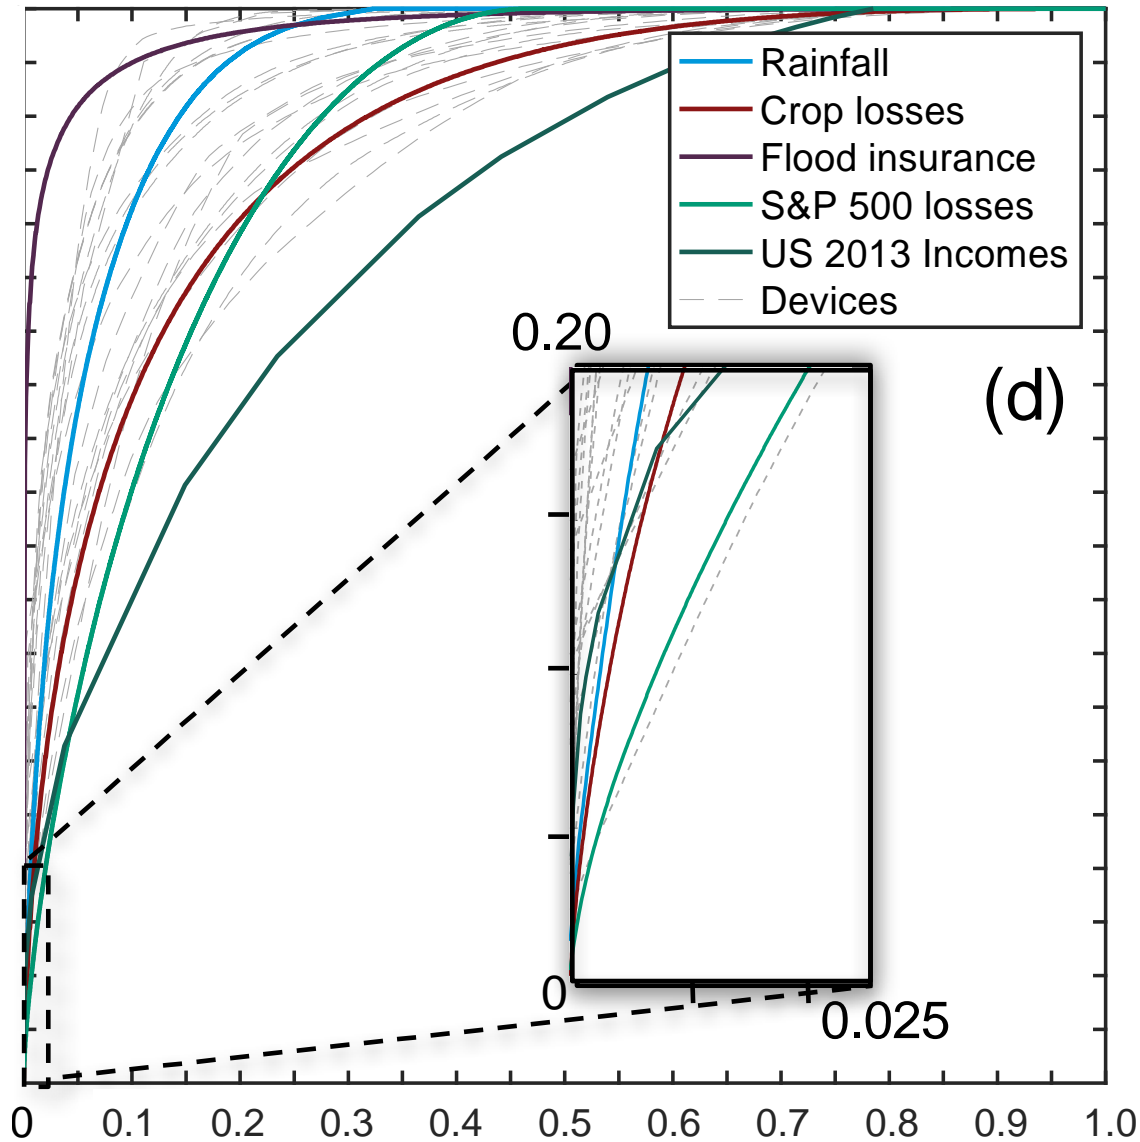 Rainfall
Crop losses
Flood insurance
S&P 500 losses
US 2013 Incomes
Devices
0.20
(d)
0
0.025
0 0.1 0.2 0.3 0.4 0.5 0.6 0.7 0.8 0.9 1.0